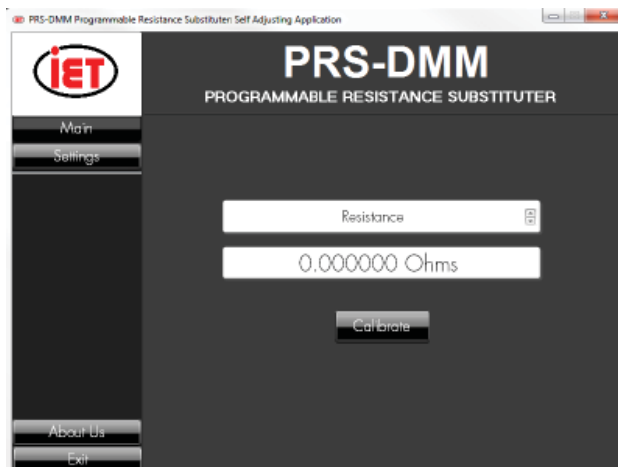 PRS-DMM Programmable Resistance Substituter: Self Adjusting Application
IET
PRS-DMM
PROGRAMMABLE RESISTANCE SUBSTITUTER
Main
Settings
Resistance
0.000000 Ohms
Calibrate
About Us
Exit